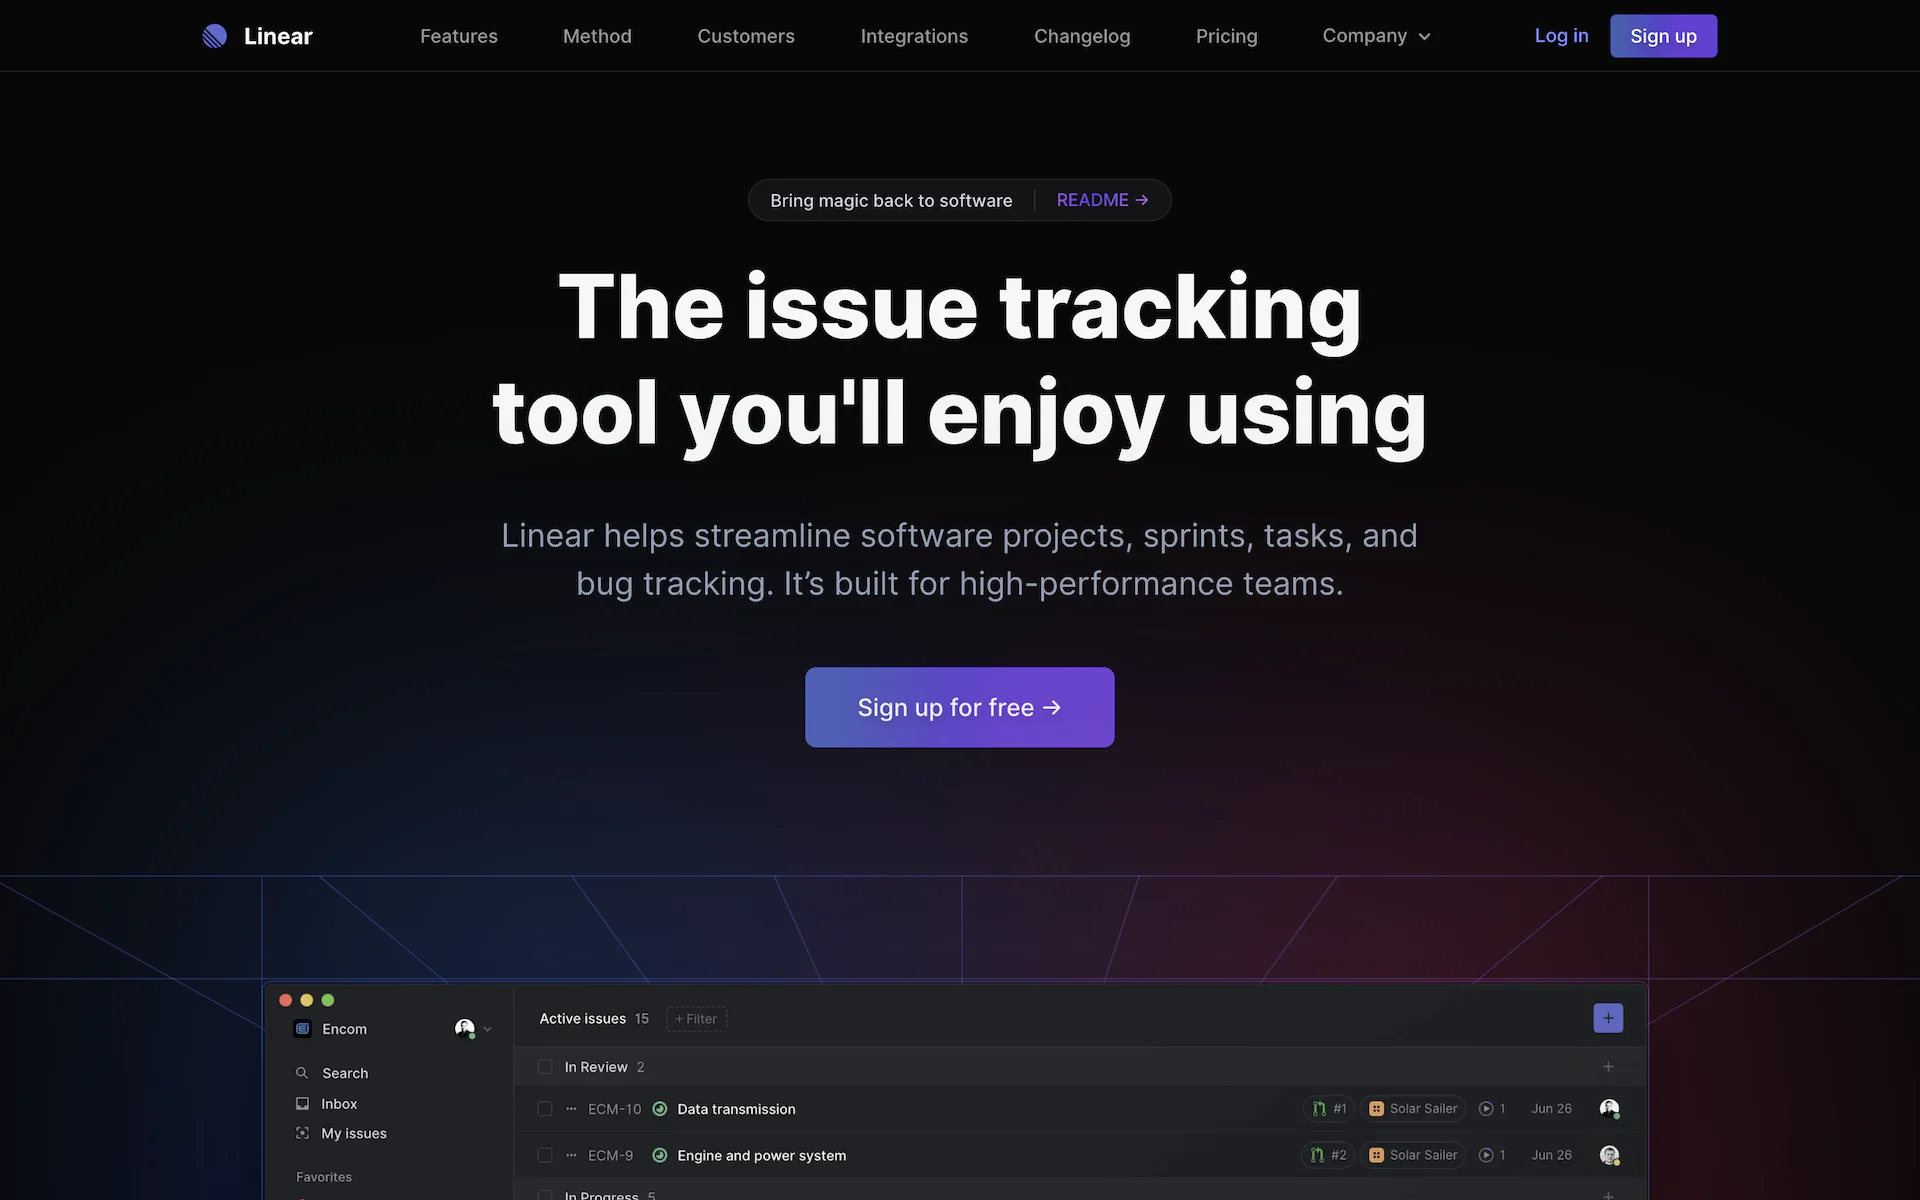 Linear
Features
Method
Customers
Integrations
Changelog
Pricing
Company
Log in
Sign up
Bring magic back to software
README →
The issue tracking
tool you'll enjoy using
Linear helps streamline software projects, sprints, tasks, and
bug tracking. It’s built for high-performance teams.
Sign up for free →
Encom
Search
Inbox
My issues
Favorites
Active issues 15
+ Filter
In Review 2
ECM-10 Data transmission #1 Solar Sailer 1 Jun 26
ECM-9 Engine and power system #2 Solar Sailer 1 Jun 26
In Progress 5